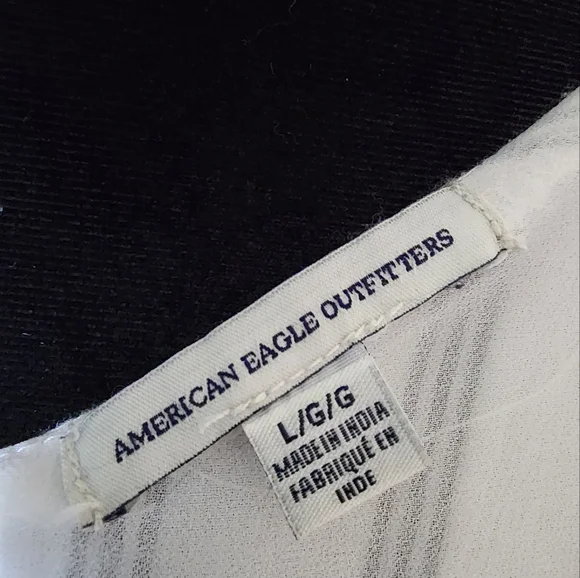 AMERICAN EAGLE OUTFITTERS
L/G/G
MADE IN INDIA
FABRIQUÉ EN
INDE